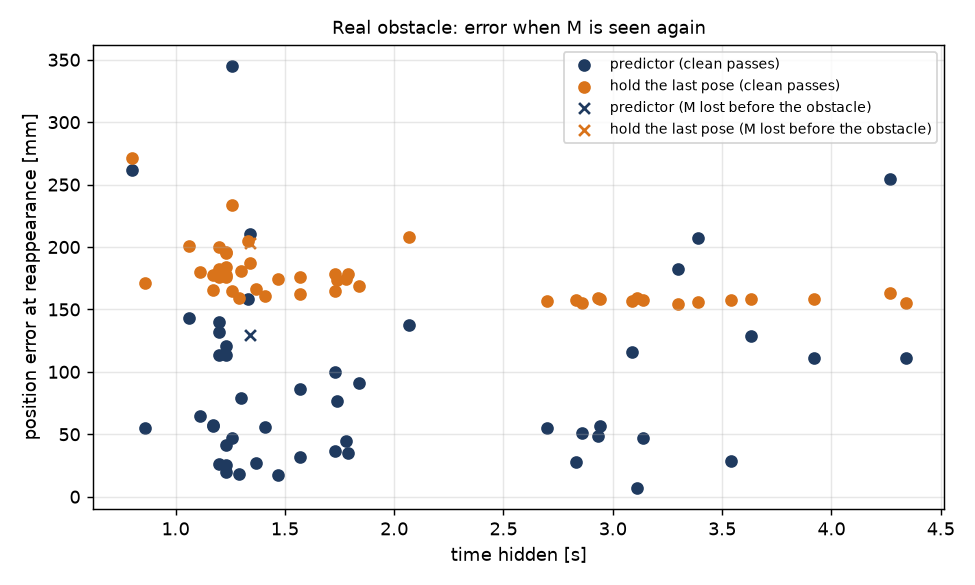 Real obstacle: error when M is seen again
predictor (clean passes)
hold the last pose (clean passes)
predictor (M lost before the obstacle)
hold the last pose (M lost before the obstacle)
position error at reappearance [mm]
350
300
250
200
150
100
50
0
1.0 1.5 2.0 2.5 3.0 3.5 4.0 4.5
time hidden [s]